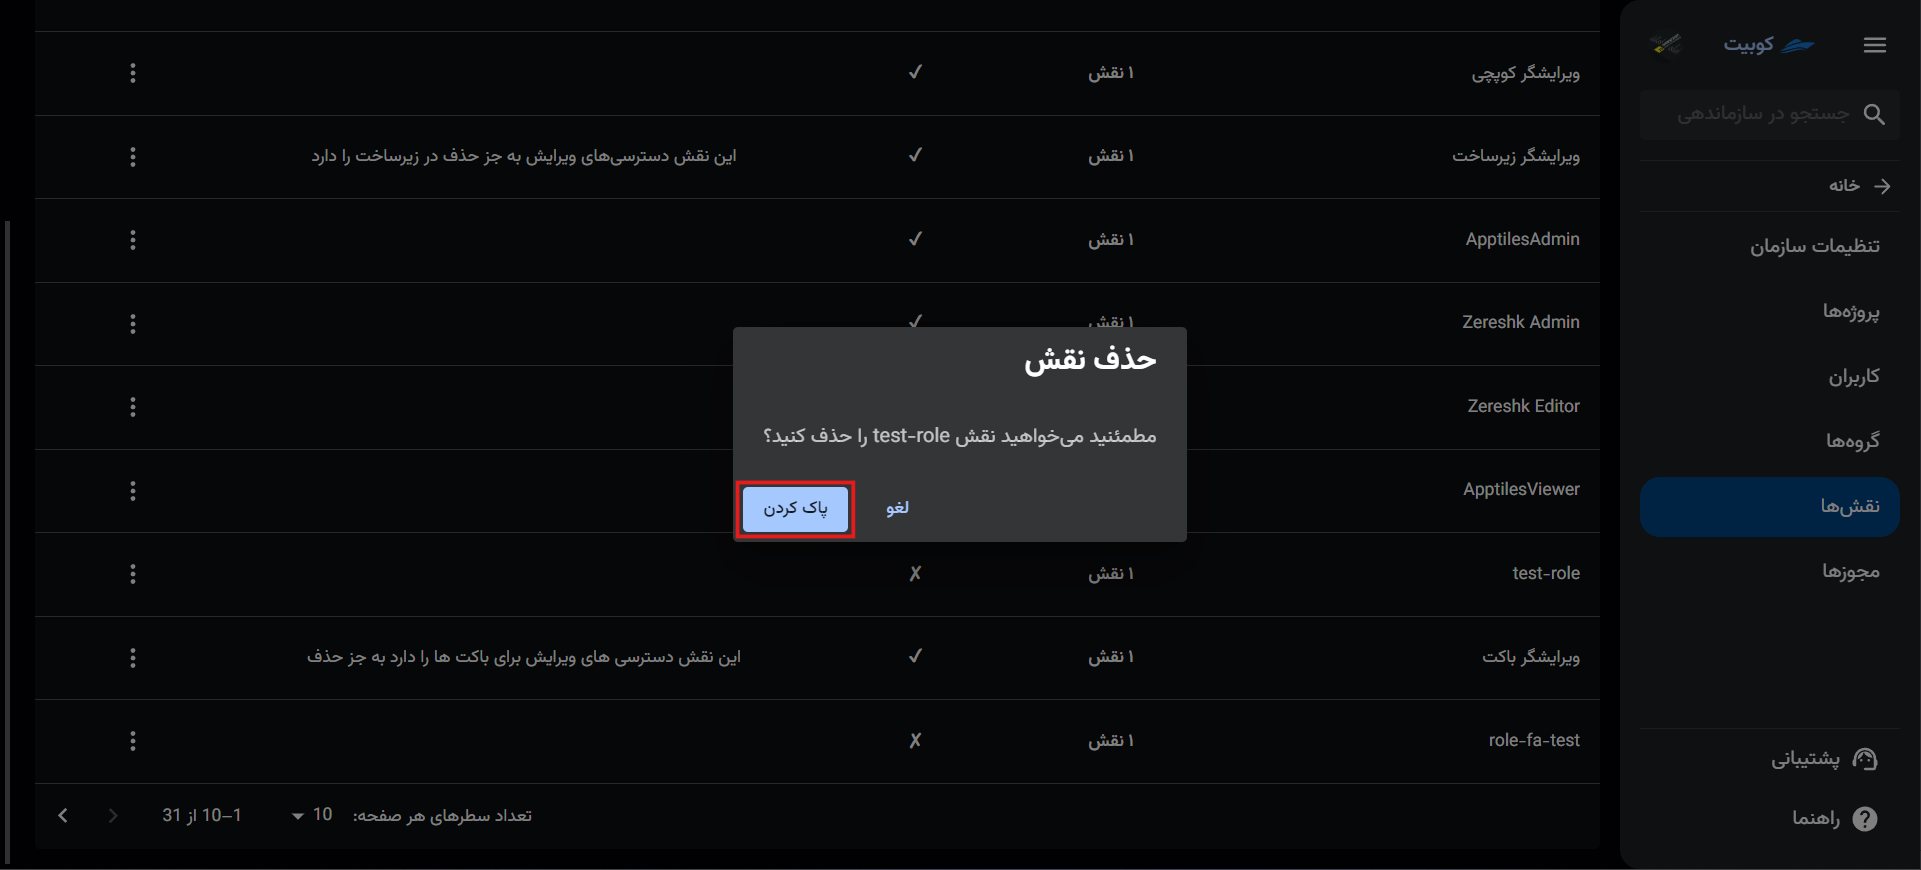 کوبیت
جستجو در سازماندهی
خانه
تنظیمات سازمان
پروژه‌ها
کاربران
گروه‌ها
نقش‌ها
مجوزها
پشتیبانی
راهنما
ویرایشگر کوپچی ۱ نقش ✓
ویرایشگر زیرساخت ۱ نقش ✓ این نقش دسترسی‌های ویرایش به جز حذف در زیرساخت را دارد
ApptilesAdmin ۱ نقش ✓
Zereshk Admin ۱ نقش ✓
Zereshk Editor
ApptilesViewer
test-role ۱ نقش ✗
ویرایشگر باکت ۱ نقش ✓ این نقش دسترسی های ویرایش برای باکت ها را دارد به جز حذف
role-fa-test ۱ نقش ✗
تعداد سطرهای هر صفحه: 10 1–10 از 31
حذف نقش
مطمئنید می‌خواهید نقش test-role را حذف کنید؟
لغو
پاک کردن